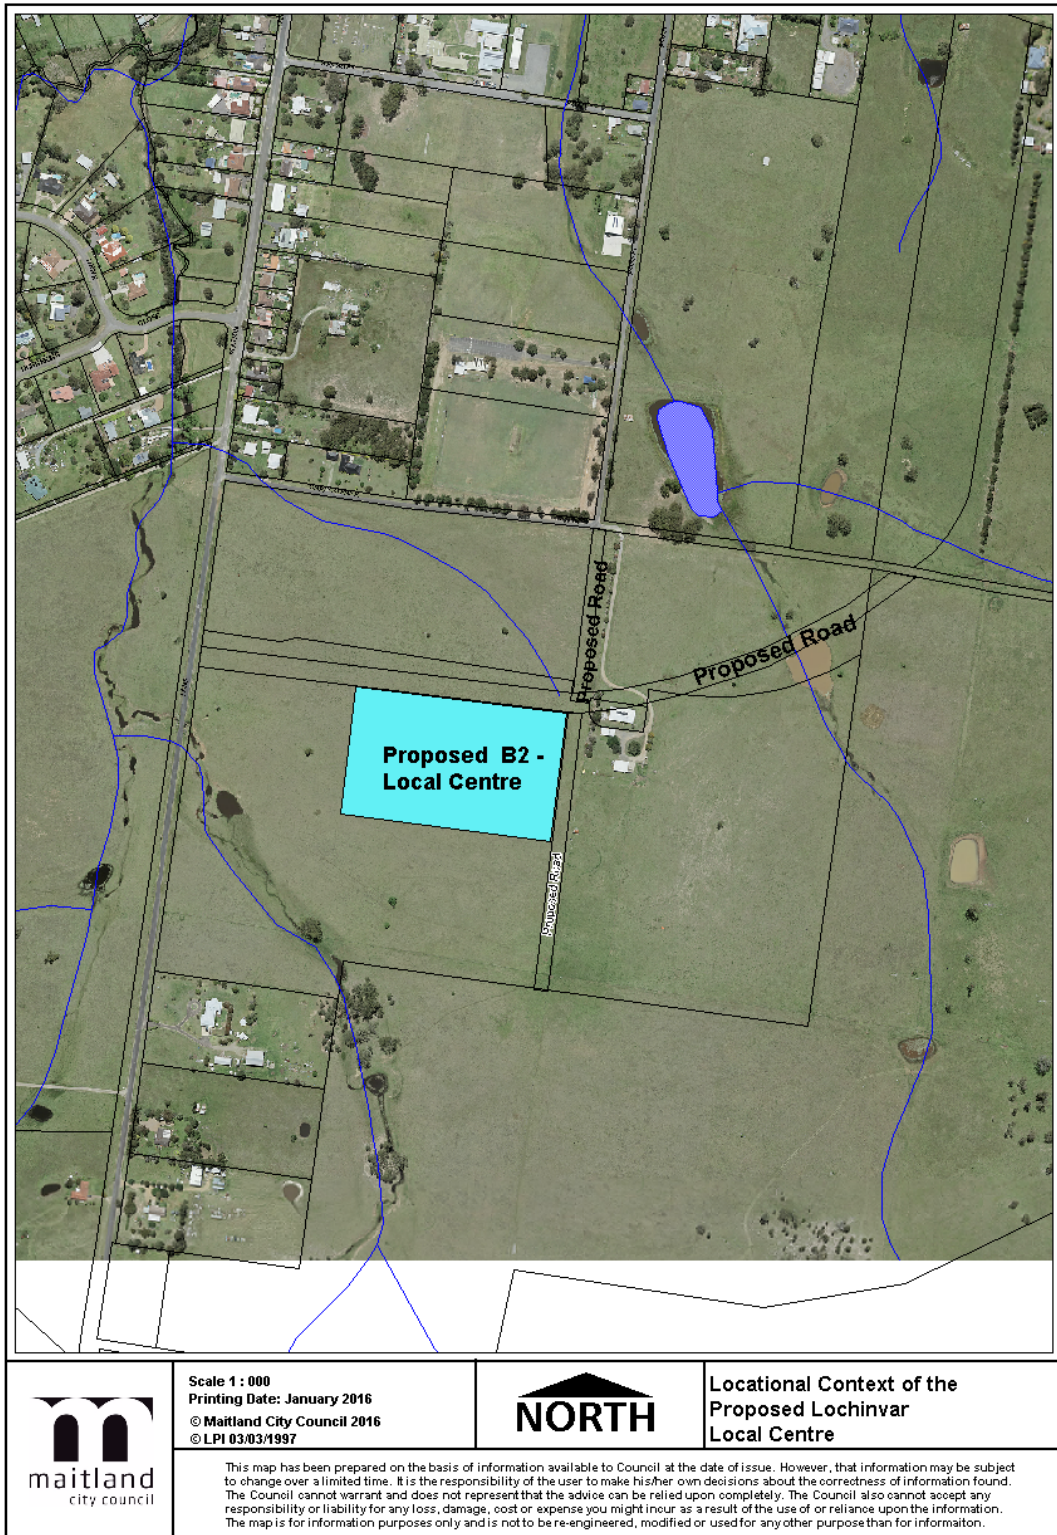 Proposed Road
Proposed Road
Proposed B2 -
Local Centre
Proposed Road
maitland
city council
Scale 1 : 000
Printing Date: January 2016
© Maitland City Council 2016
© LPI 03/03/1997
NORTH
Locational Context of the
Proposed Lochinvar
Local Centre
This map has been prepared on the basis of information available to Council at the date of issue. However, that information may be subject
to change over a limited time. It is the responsibility of the user to make his/her own decisions about the correctness of information found.
The Council cannot warrant and does not represent that the advice can be relied upon completely. The Council also cannot accept any
responsibility or liability for any loss, damage, cost or expense you might incur as a result of the use of or reliance upon the information.
The map is for information purposes only and is not to be re-engineered, modified or used for any other purpose than for informaiton.